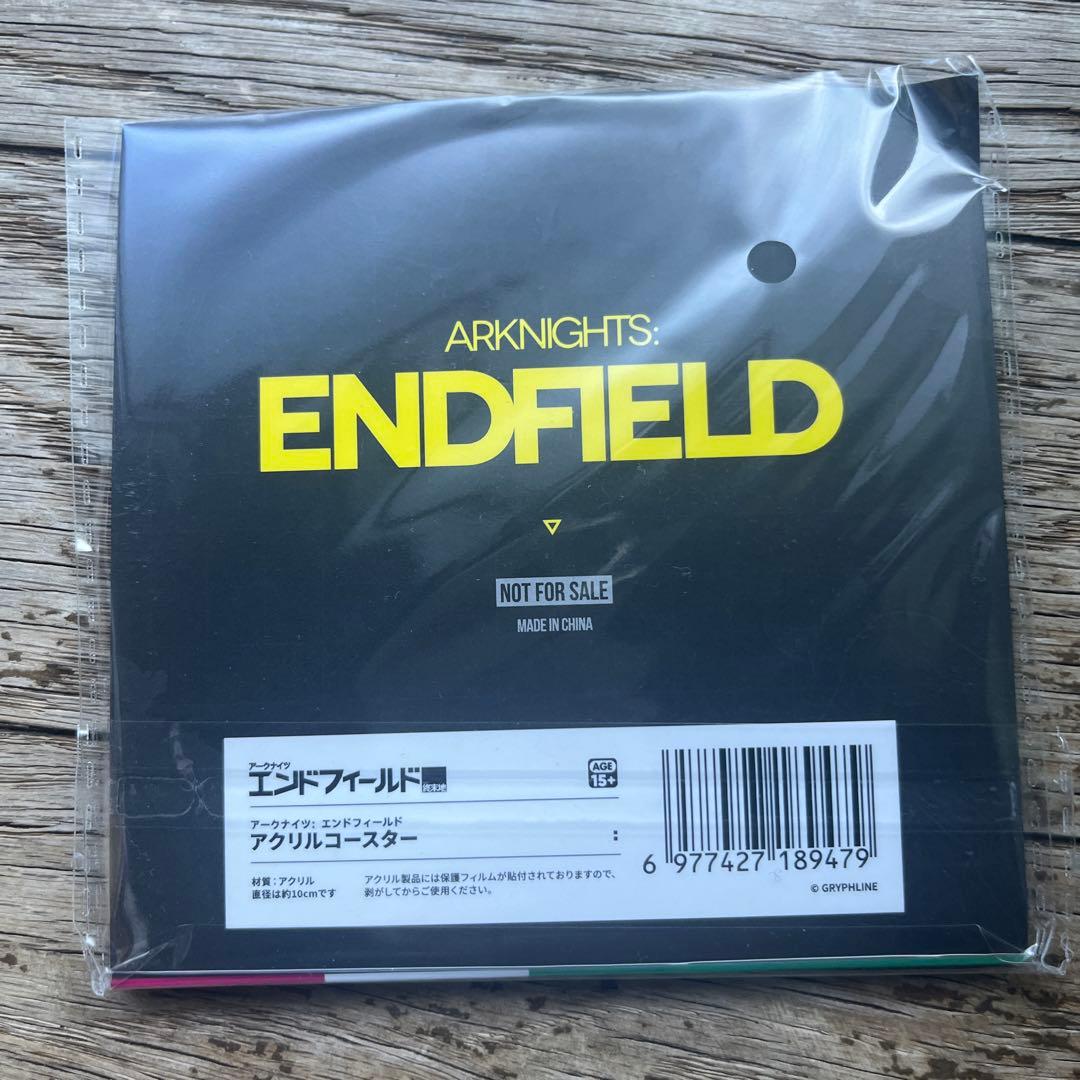 ARKNIGHTS:
ENDFIELD
NOT FOR SALE
MADE IN CHINA
アークナイツ
エンドフィールド
終末地
AGE
15+
アークナイツ: エンドフィールド
アクリルコースター
:
材質:アクリル
直径は約10cmです
アクリル製品には保護フィルムが貼付されておりますので、
剥がしてからご使用ください。
6 977427 189479
© GRYPHLINE